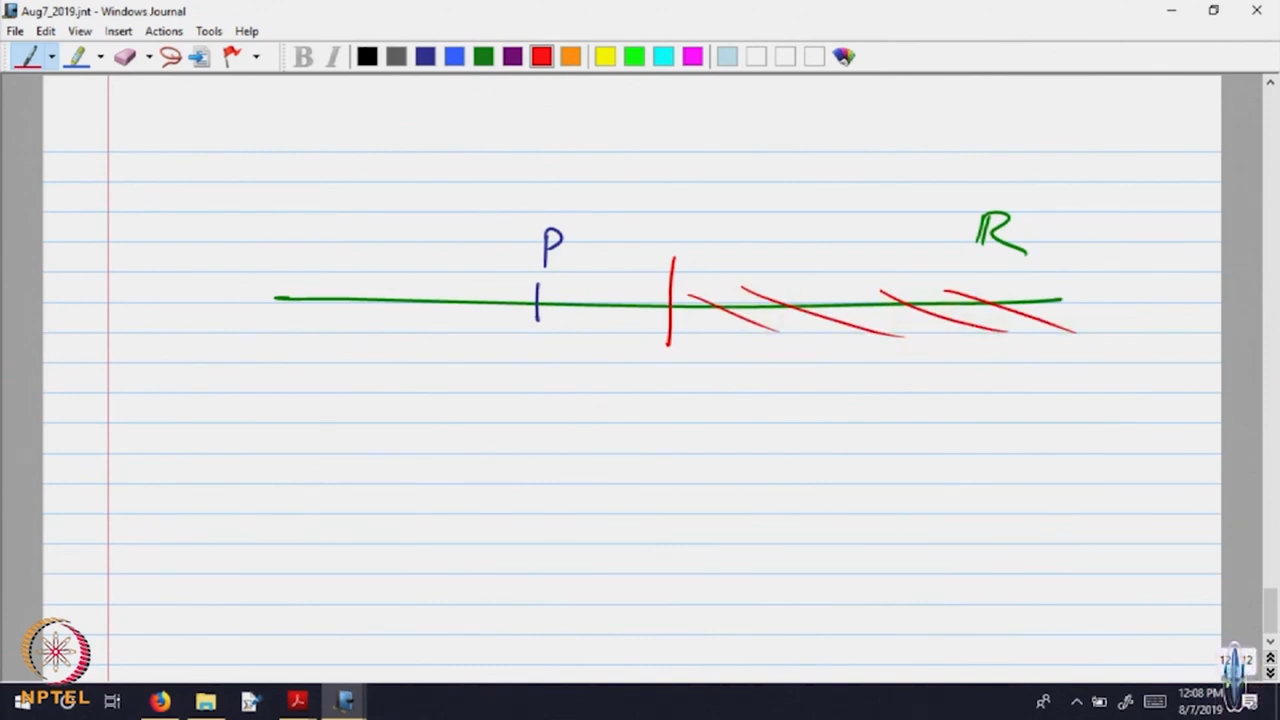 Aug7_2019.jnt - Windows Journal
File Edit View Insert Actions Tools Help
B I
P
ℝ
NPTEL
12:08 PM
8/7/2019